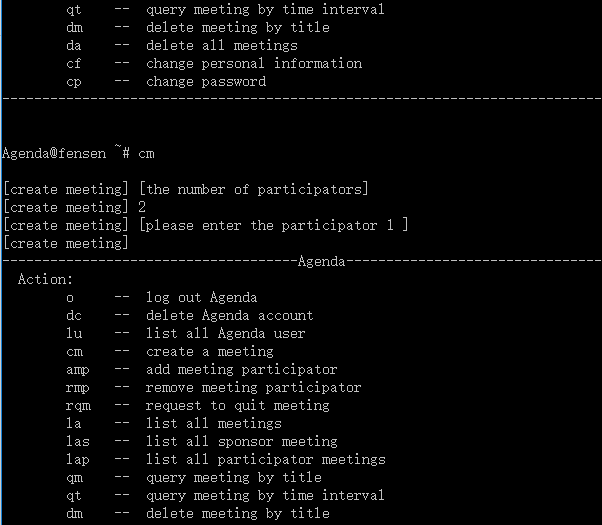 qt -- query meeting by time interval
dm -- delete meeting by title
da -- delete all meetings
cf -- change personal information
cp -- change password
---------------------------------------------------------------------------
Agenda@fensen ~# cm
[create meeting] [the number of participators]
[create meeting] 2
[create meeting] [please enter the participator 1 ]
[create meeting]
-------------------------------------Agenda--------------------------------
Action:
o -- log out Agenda
dc -- delete Agenda account
lu -- list all Agenda user
cm -- create a meeting
amp -- add meeting participator
rmp -- remove meeting participator
rqm -- request to quit meeting
la -- list all meetings
las -- list all sponsor meeting
lap -- list all participator meetings
qm -- query meeting by title
qt -- query meeting by time interval
dm -- delete meeting by title